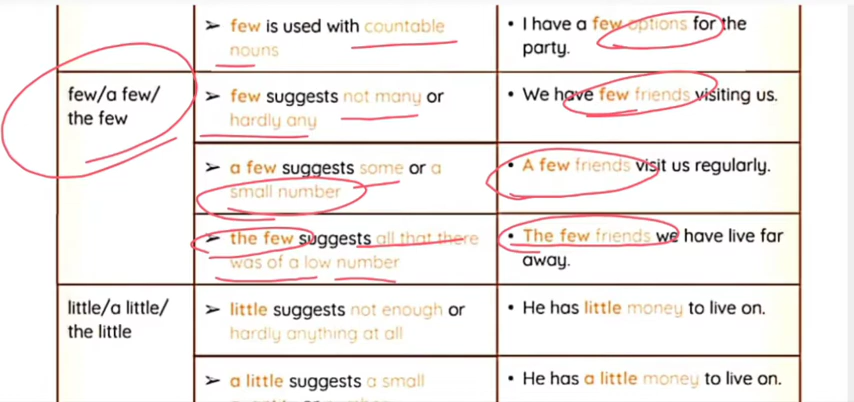 ➢ few is used with countable
nouns
• I have a few options for the
party.
few/a few/
the few
➢ few suggests not many or
hardly any
• We have few friends visiting us.
➢ a few suggests some or a
small number
• A few friends visit us regularly.
➢ the few suggests all that there
was of a low number
• The few friends we have live far
away.
little/a little/
the little
➢ little suggests not enough or
hardly anything at all
• He has little money to live on.
➢ a little suggests a small
• He has a little money to live on.